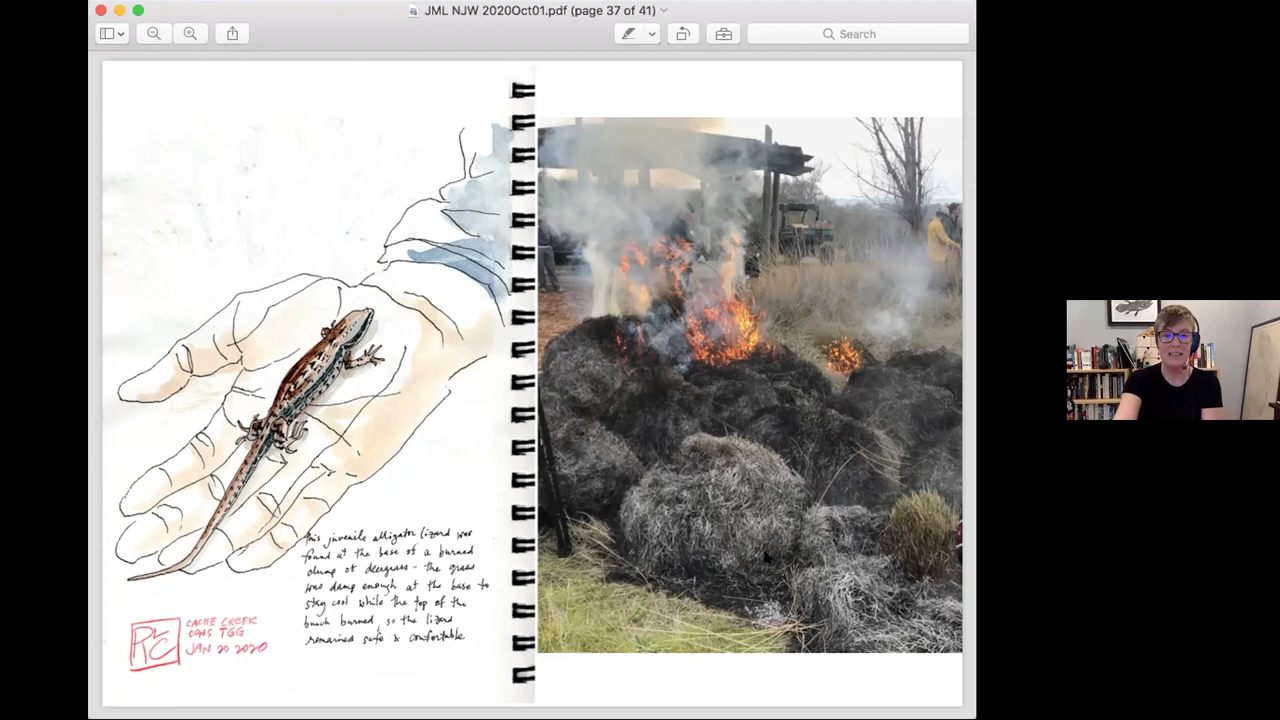 JML NJW 2020Oct01.pdf (page 37 of 41)
Search
this juvenile alligator lizard was
found at the base of a burned
clump of deergrass – the grass
was damp enough at the base to
stay cool while the top of the
bunch burned, so the lizard
remained safe & comfortable
RLC
CACHE CREEK
CONS TGG
JAN 20 2020